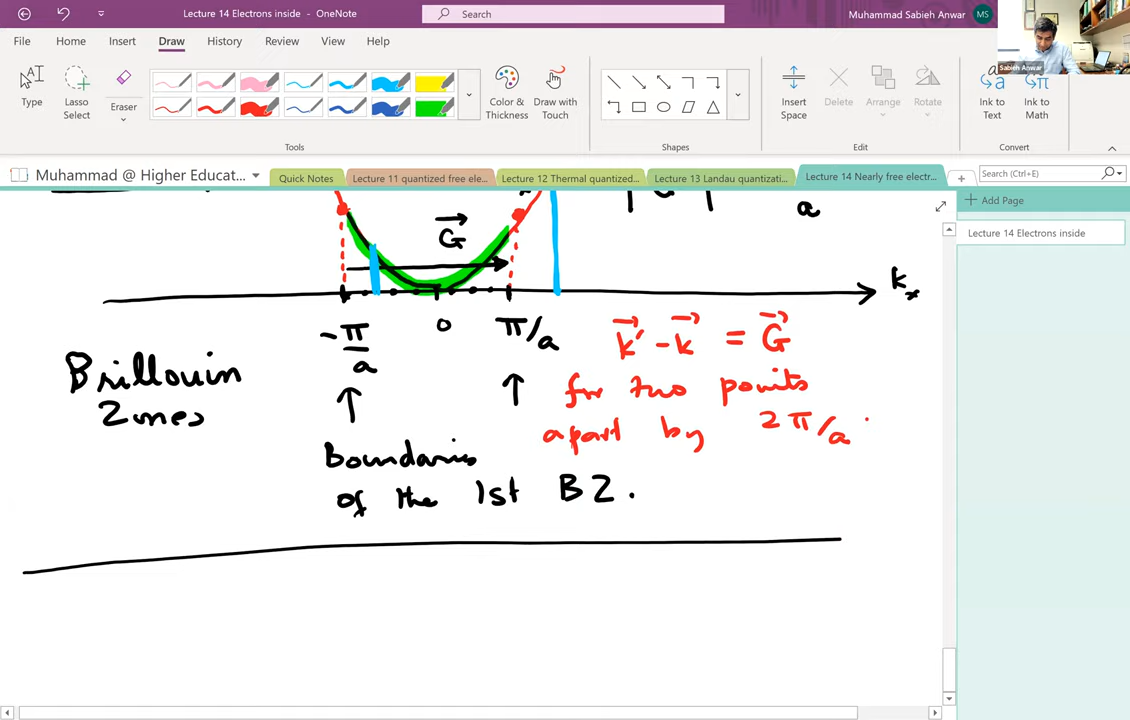 Lecture 14 Electrons inside - OneNote
Search
Muhammad Sabieh Anwar
MS
File Home Insert Draw History Review View Help
Sabieh Anwar
Type
Lasso Select
Eraser
Color & Thickness
Draw with Touch
Insert Space
Delete
Arrange
Rotate
Ink to Text
Ink to Math
Tools
Shapes
Edit
Convert
Muhammad @ Higher Educat...
Quick Notes
Lecture 11 quantized free ele...
Lecture 12 Thermal quantized...
Lecture 13 Landau quantizati...
Lecture 14 Nearly free electr...
Search (Ctrl+E)
Add Page
Lecture 14 Electrons inside
a
G⃗
kₓ
-π/a
0
π/a
k⃗' - k⃗ = G⃗
for two points
apart by 2π/a.
Brillouin
Zones
Boundaries
of the 1st BZ.